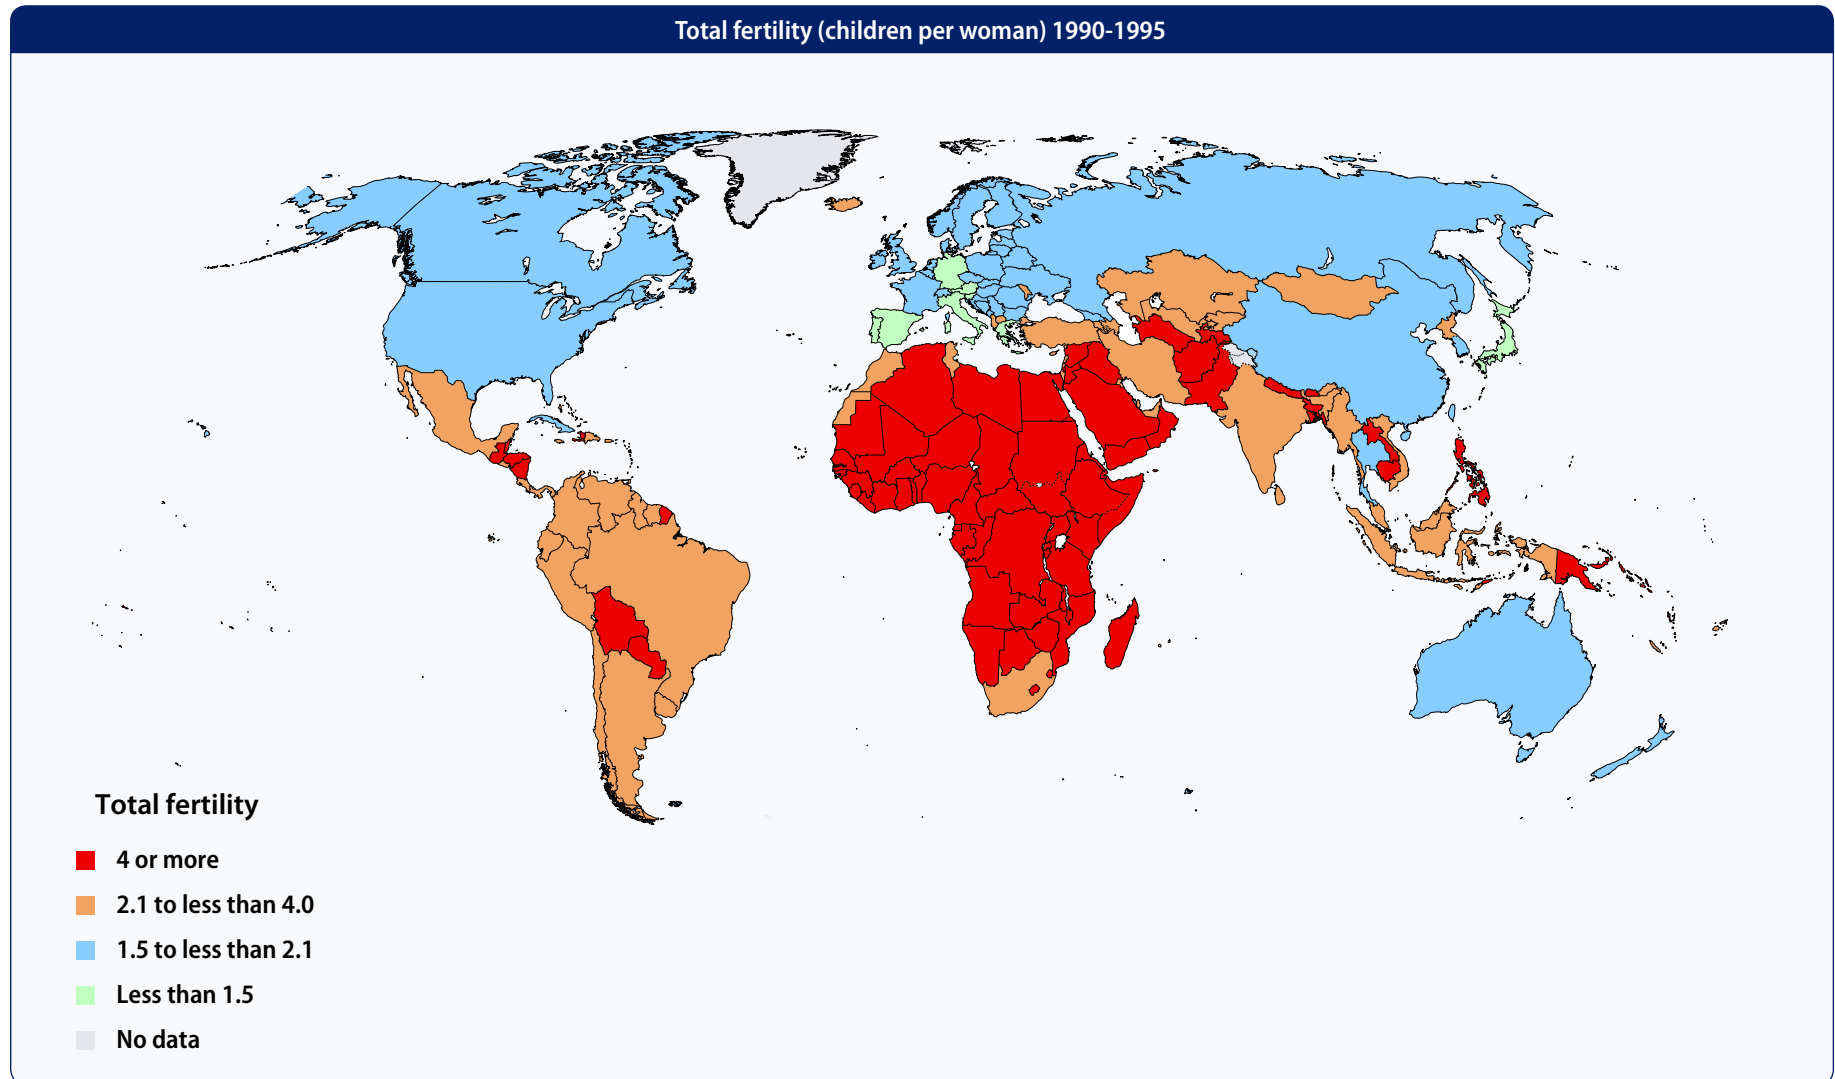 Total fertility (children per woman) 1990-1995
Total fertility
4 or more
2.1 to less than 4.0
1.5 to less than 2.1
Less than 1.5
No data